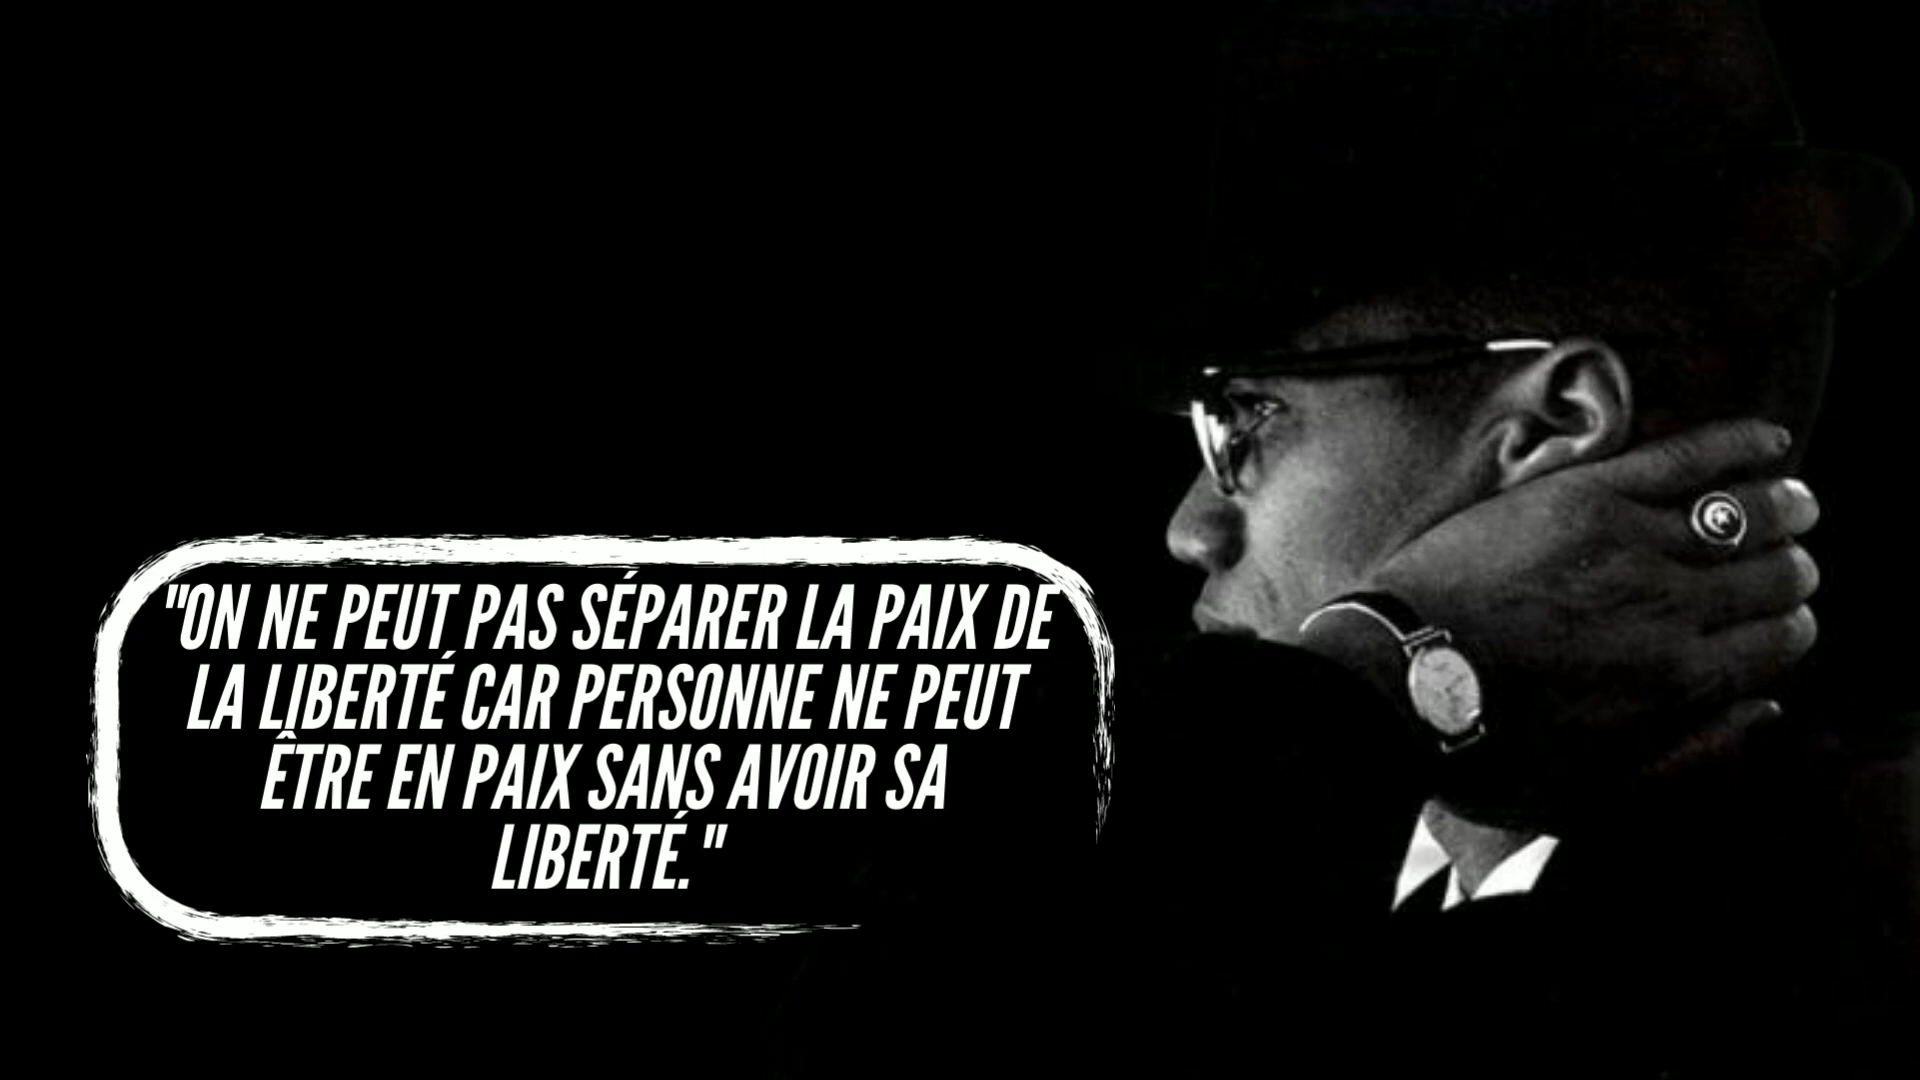 "ON NE PEUT PAS SÉPARER LA PAIX DE
LA LIBERTÉ CAR PERSONNE NE PEUT
ÊTRE EN PAIX SANS AVOIR SA
LIBERTÉ."